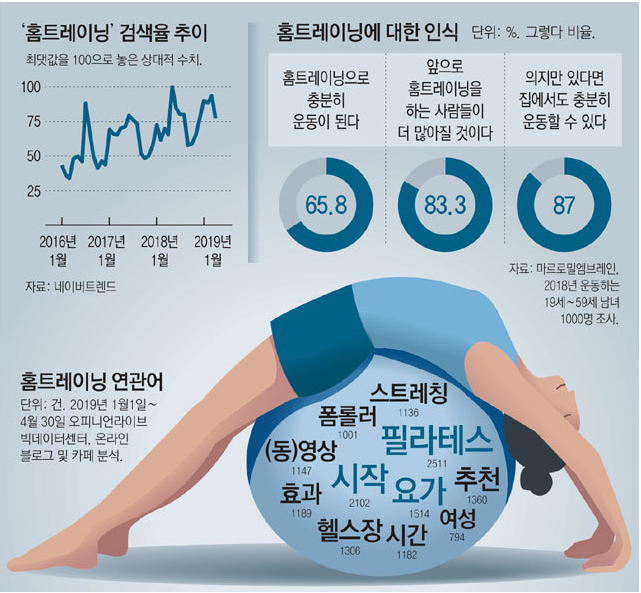 ‘홈트레이닝’ 검색율 추이
최댓값을 100으로 놓은 상대적 수치.
100
75
50
25
2016년 2017년 2018년 2019년
1월 1월 1월 1월
자료: 네이버트렌드
홈트레이닝에 대한 인식 단위: %. 그렇다 비율.
홈트레이닝으로
충분히
운동이 된다
65.8
앞으로
홈트레이닝을
하는 사람들이
더 많아질 것이다
83.3
의지만 있다면
집에서도 충분히
운동할 수 있다
87
자료: 마르로밀엠브레인,
2018년 운동하는
19세~59세 남녀
1000명 조사.
홈트레이닝 연관어
단위: 건. 2019년 1월1일~
4월 30일 오피니언라이브
빅데이터센터, 온라인
블로그 및 카페 분석.
스트레칭
1136
폼롤러
1001
필라테스
2511
(동)영상
1147
시작
2102
요가
1514
추천
1360
효과
1189
여성
794
헬스장
1306
시간
1182